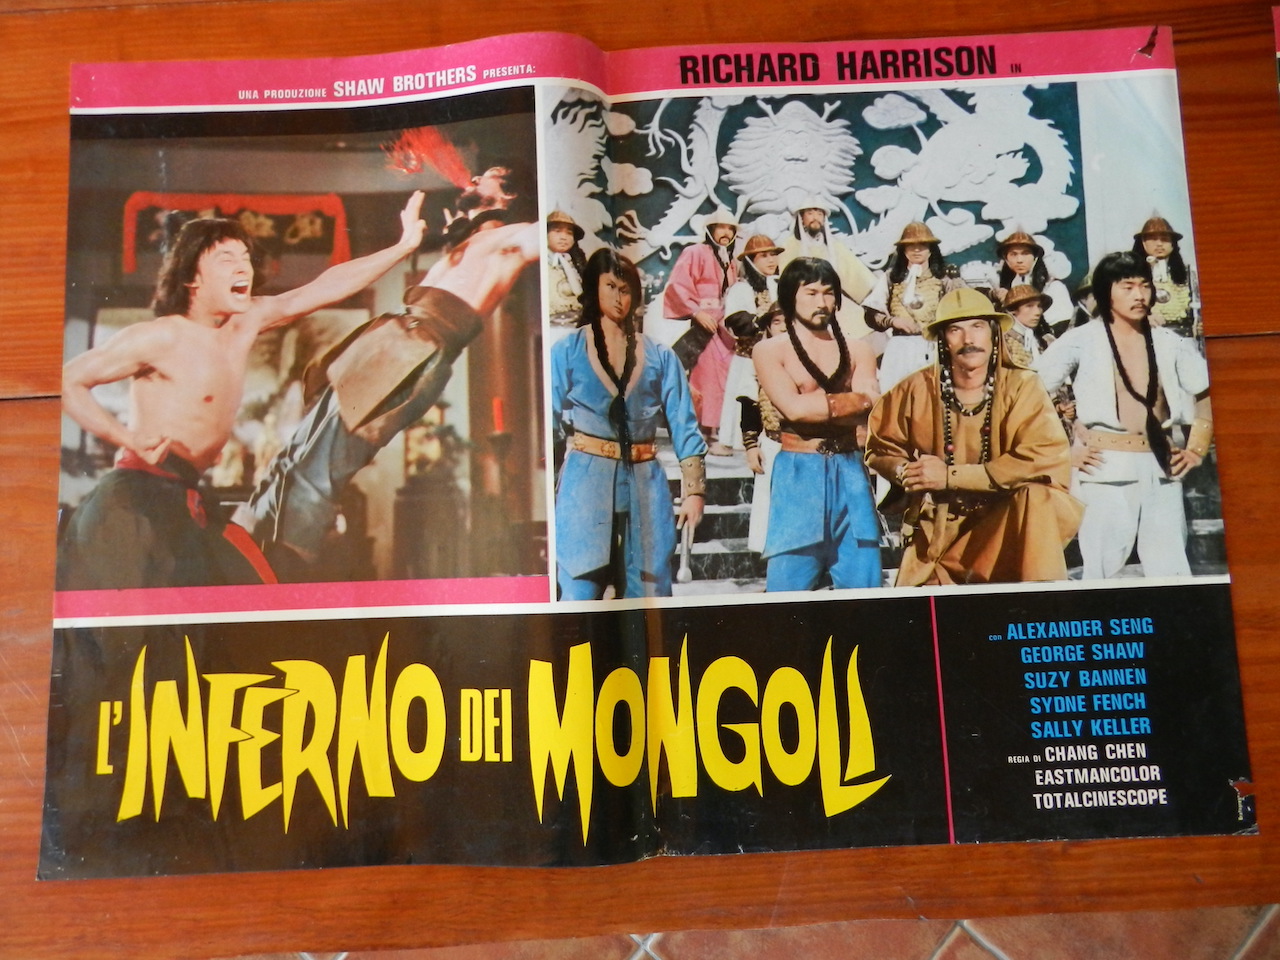 UNA PRODUZIONE SHAW BROTHERS PRESENTA:
RICHARD HARRISON IN
L'INFERNO DEI MONGOLI
con ALEXANDER SENG
GEORGE SHAW
SUZY BANNEN
SYDNE FENCH
SALLY KELLER
REGIA DI CHANG CHEN
EASTMANCOLOR
TOTALCINESCOPE